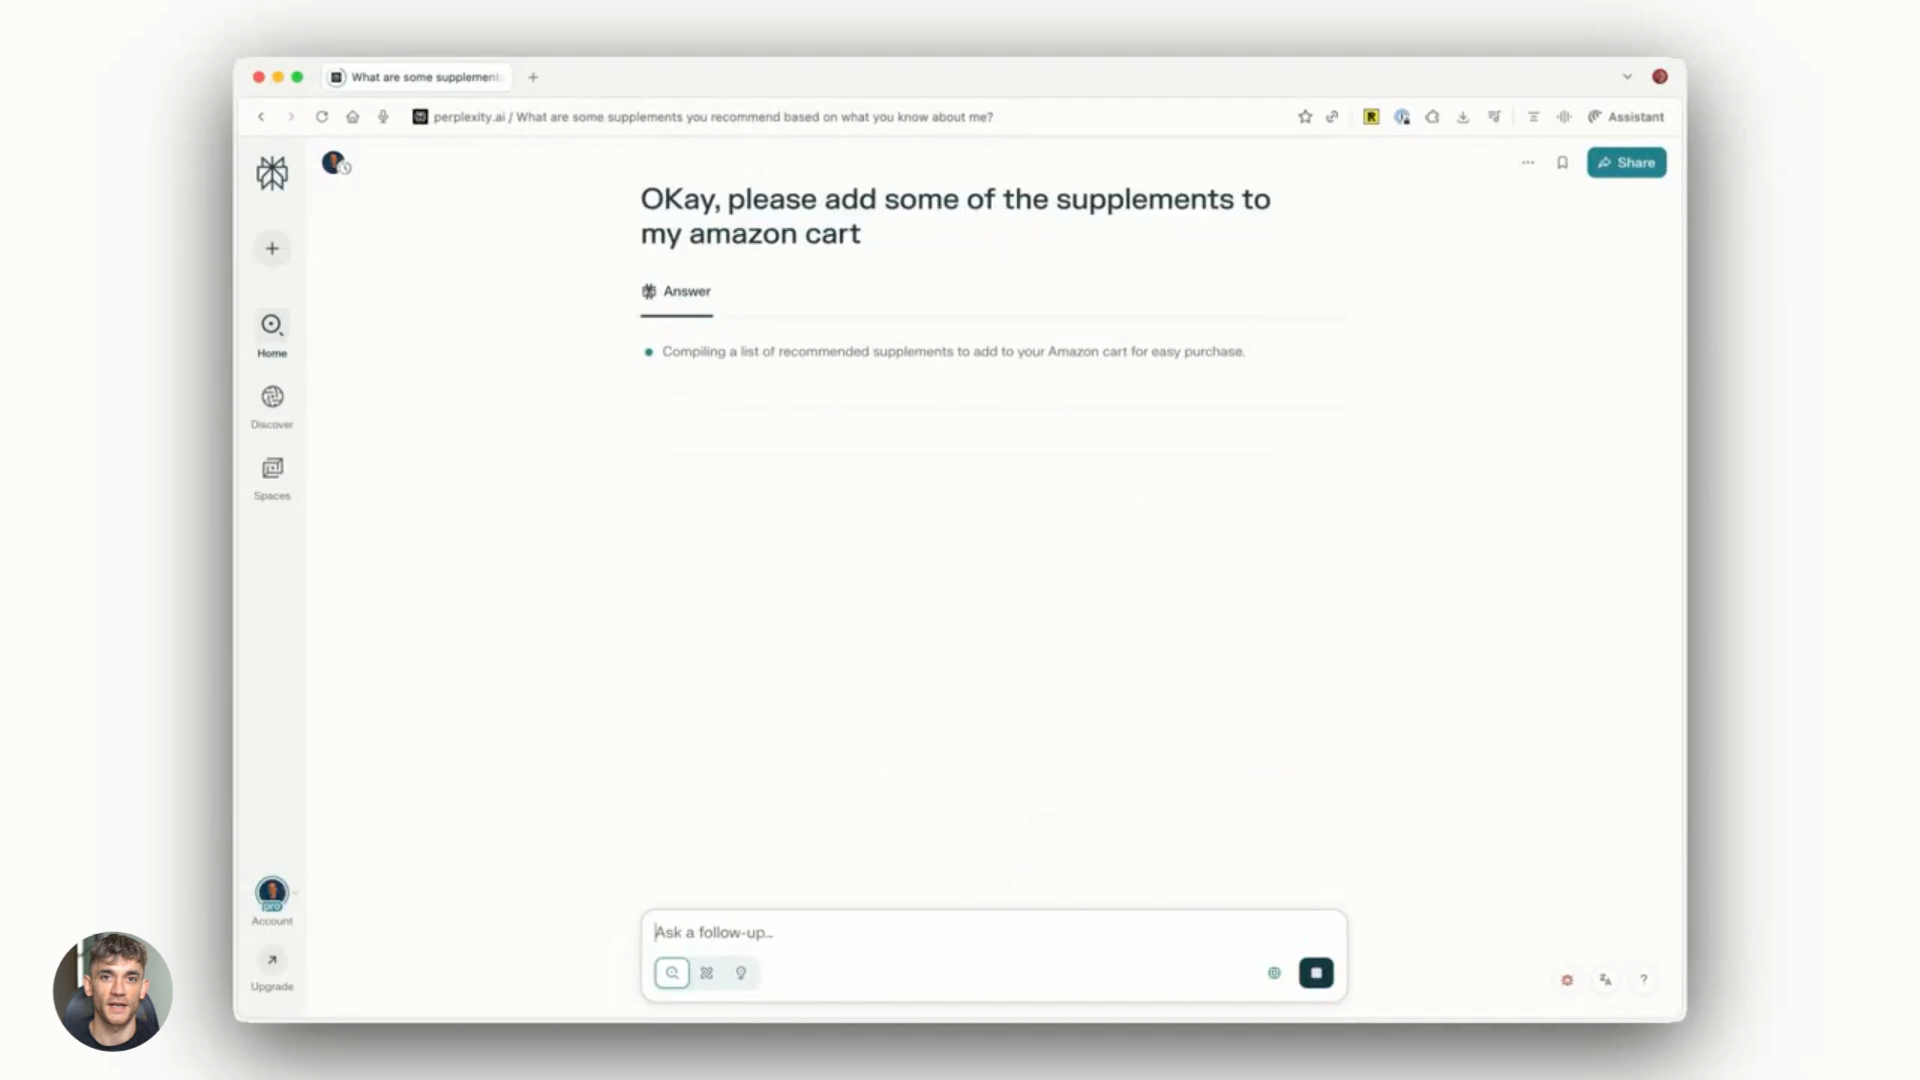 What are some supplement
perplexity.ai / What are some supplements you recommend based on what you know about me?
Assistant
Share
OKay, please add some of the supplements to
my amazon cart
Answer
Compiling a list of recommended supplements to add to your Amazon cart for easy purchase.
Home
Discover
Spaces
pro
Account
Upgrade
Ask a follow-up…